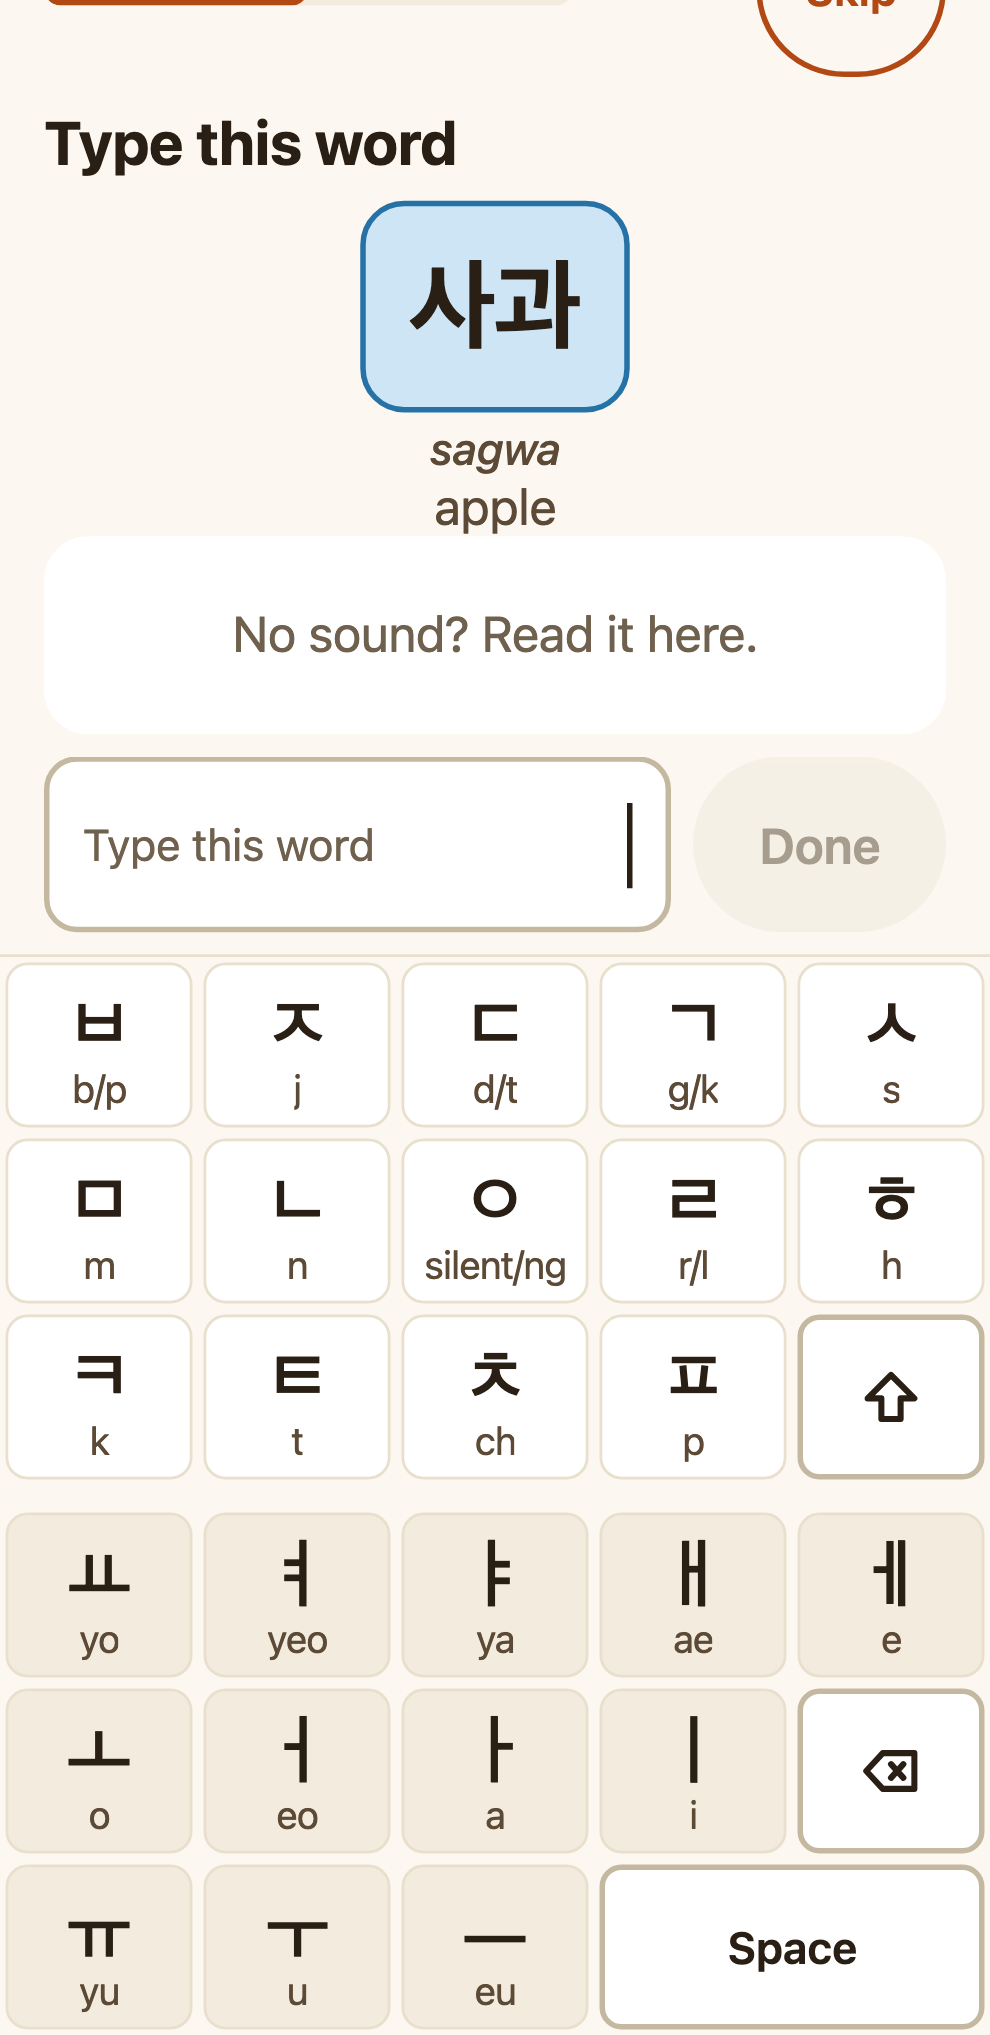 Skip
Type this word
사과
sagwa
apple
No sound? Read it here.
Type this word
Done
ㅂ ㅈ ㄷ ㄱ ㅅ
b/p j d/t g/k s
ㅁ ㄴ ㅇ ㄹ ㅎ
m n silent/ng r/l h
ㅋ ㅌ ㅊ ㅍ
k t ch p
ㅛ ㅕ ㅑ ㅐ ㅔ
yo yeo ya ae e
ㅗ ㅓ ㅏ ㅣ
o eo a i
ㅠ ㅜ ㅡ Space
yu u eu